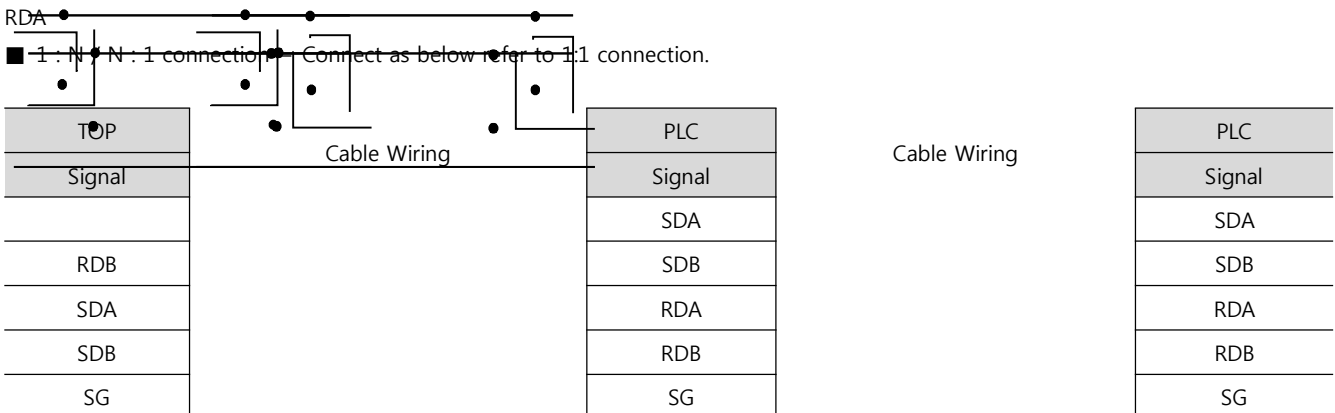 RDA
■ 1 : N / N : 1 connection – Connect as below refer to 1:1 connection.
TOP Cable Wiring PLC Cable Wiring PLC
Signal Signal Signal
SDA SDA
RDB SDB SDB
SDA RDA RDA
SDB RDB RDB
SG SG SG